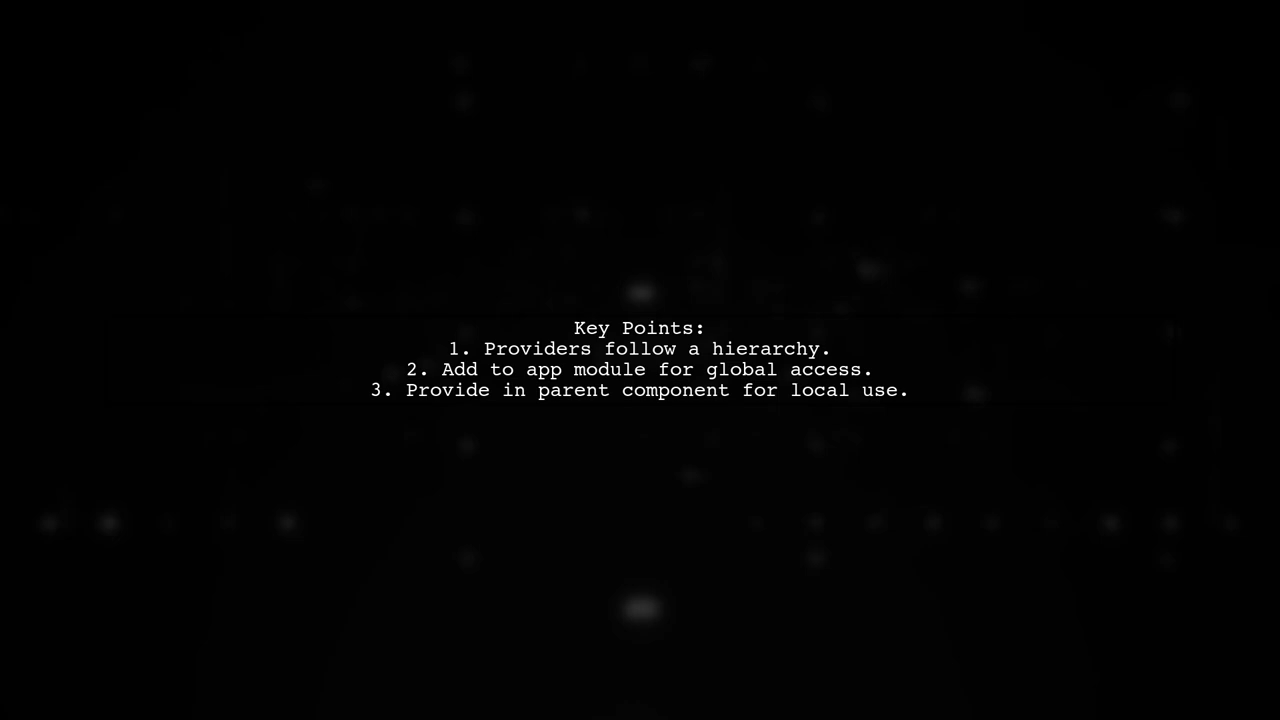 Key Points:
1. Providers follow a hierarchy.
2. Add to app module for global access.
3. Provide in parent component for local use.